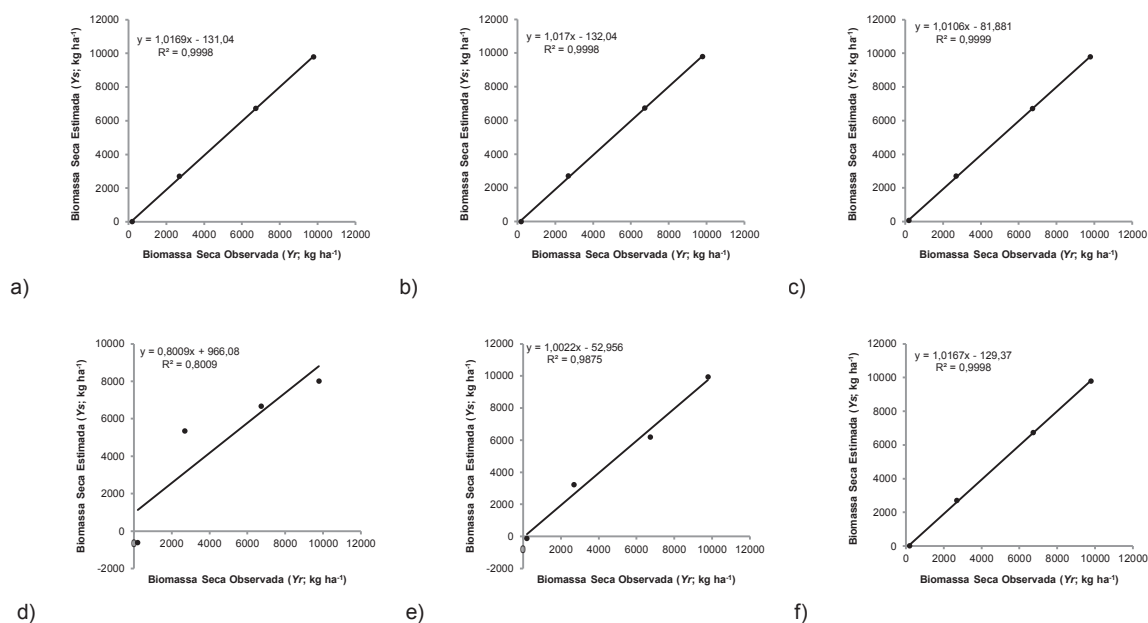 y = 1,0169x - 131,04
R² = 0,9998
Biomassa Seca Estimada (Ys; kg ha⁻¹)
12000
10000
8000
6000
4000
2000
0
0 2000 4000 6000 8000 10000 12000
Biomassa Seca Observada (Yr; kg ha⁻¹)
a)
y = 1,017x - 132,04
R² = 0,9998
Biomassa Seca Estimada (Ys; kg ha⁻¹)
12000
10000
8000
6000
4000
2000
0
0 2000 4000 6000 8000 10000 12000
Biomassa Seca Observada (Yr; kg ha⁻¹)
b)
y = 1,0106x - 81,881
R² = 0,9999
Biomassa Seca Estimada (Ys; kg ha⁻¹)
12000
10000
8000
6000
4000
2000
0
0 2000 4000 6000 8000 10000 12000
Biomassa Seca Observada (Yr; kg ha⁻¹)
c)
y = 0,8009x + 966,08
R² = 0,8009
Biomassa Seca Estimada (Ys; kg ha⁻¹)
10000
8000
6000
4000
2000
0
-2000
0 2000 4000 6000 8000 10000 12000
Biomassa Seca Observada (Yr; kg ha⁻¹)
d)
y = 1,0022x - 52,956
R² = 0,9875
Biomassa Seca Estimada (Ys; kg ha⁻¹)
12000
10000
8000
6000
4000
2000
0
-2000
0 2000 4000 6000 8000 10000 12000
Biomassa Seca Observada (Yr; kg ha⁻¹)
e)
y = 1,0167x - 129,37
R² = 0,9998
Biomassa Seca Estimada (Ys; kg ha⁻¹)
12000
10000
8000
6000
4000
2000
0
0 2000 4000 6000 8000 10000 12000
Biomassa Seca Observada (Yr; kg ha⁻¹)
f)